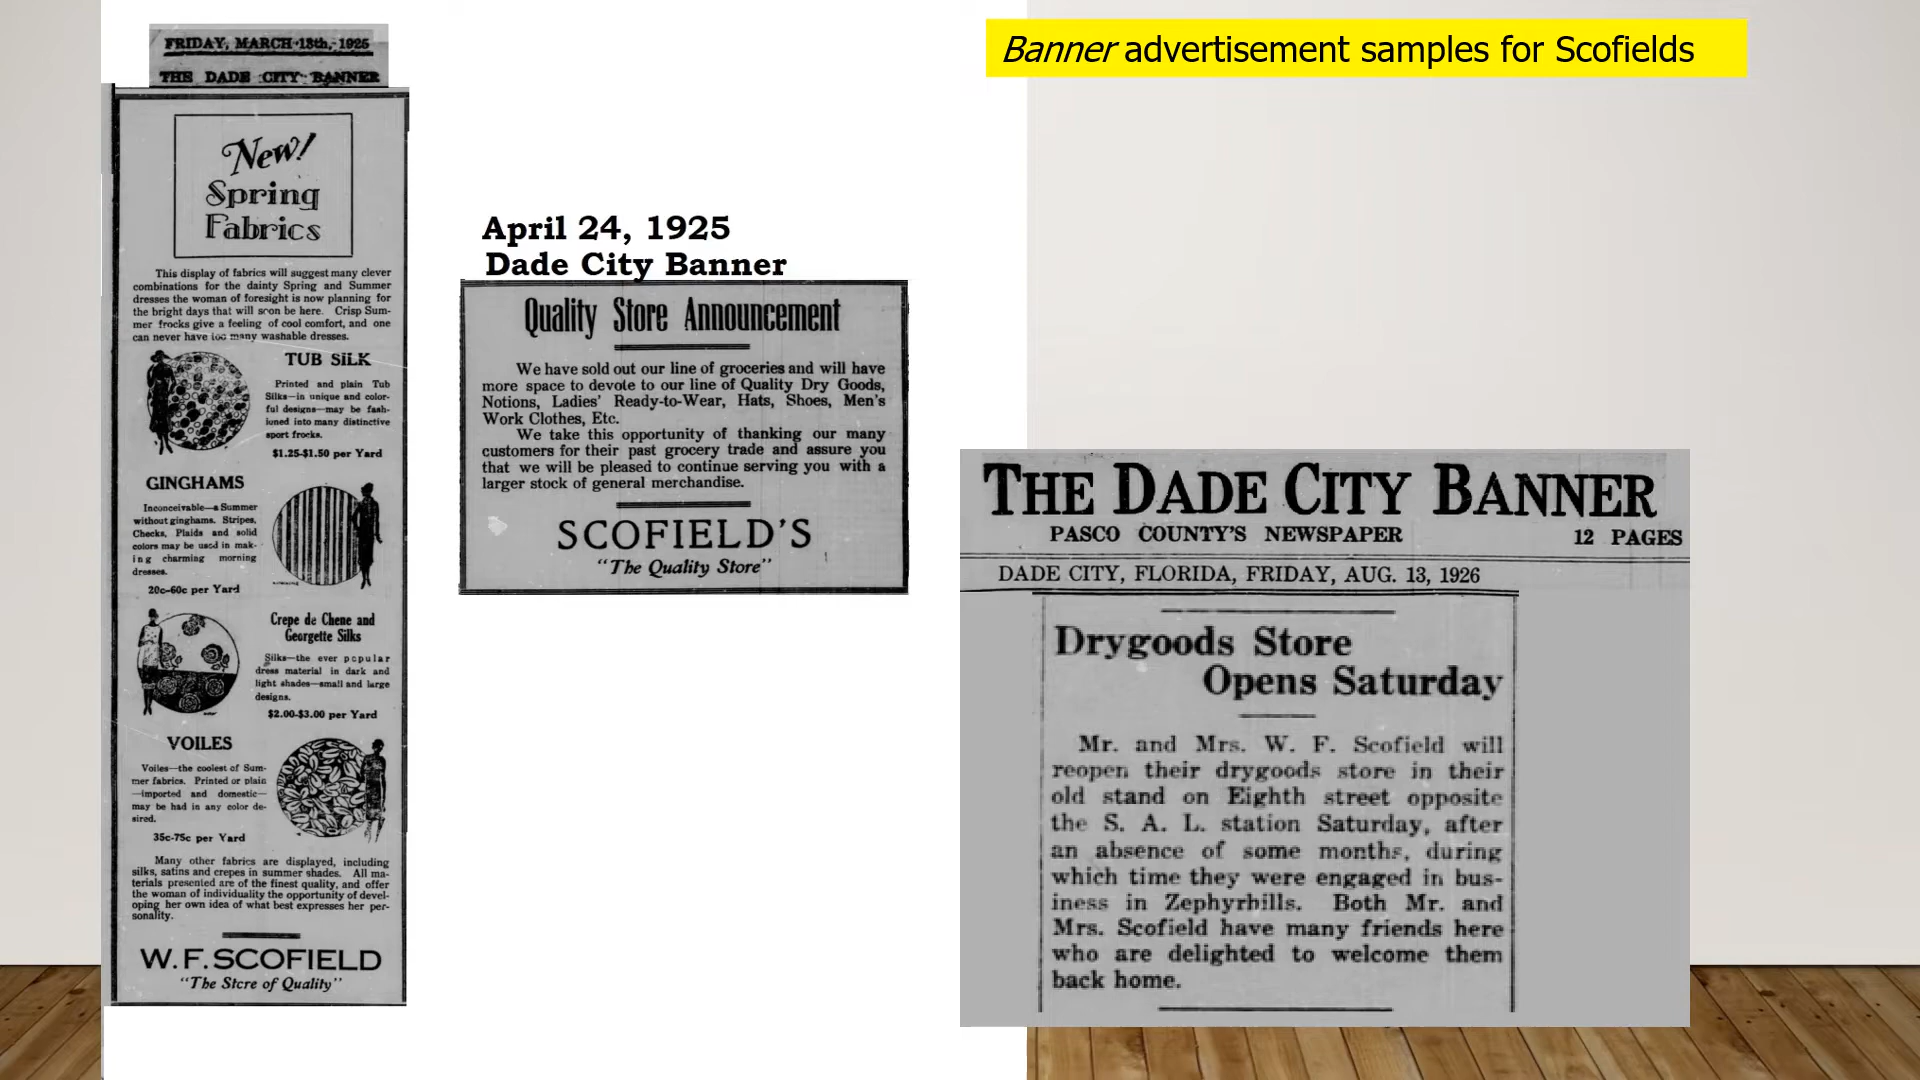 Banner advertisement samples for Scofields
FRIDAY, MARCH 13th, 1925
THE DADE CITY BANNER
New!
Spring
Fabrics
This display of fabrics will suggest many clever
combinations for the dainty Spring and Summer
dresses the woman of foresight is now planning for
the bright days that will soon be here. Crisp Sum-
mer frocks give a feeling of cool comfort, and one
can never have too many washable dresses.
TUB SILK
Printed and plain Tub
Silks—in unique and color-
ful designs—may be fash-
ioned into many distinctive
sport frocks.
$1.25-$1.50 per Yard
GINGHAMS
Inconceivable—a Summer
without ginghams. Stripes,
Checks, Plaids and solid
colors may be used in mak-
ing charming morning
dresses.
20c-60c per Yard
Crepe de Chene and
Georgette Silks
Silks—the ever popular
dress material in dark and
light shades—small and large
designs.
$2.00-$3.00 per Yard
VOILES
Voiles—the coolest of Sum-
mer fabrics. Printed or plain
—imported and domestic—
may be had in any color de-
sired.
35c-75c per Yard
Many other fabrics are displayed, including
silks, satins and crepes in summer shades. All ma-
terials presented are of the finest quality, and offer
the woman of individuality the opportunity of devel-
oping her own idea of what best expresses her per-
sonality.
W. F. SCOFIELD
"The Store of Quality"
April 24, 1925
Dade City Banner
Quality Store Announcement
We have sold out our line of groceries and will have
more space to devote to our line of Quality Dry Goods,
Notions, Ladies' Ready-to-Wear, Hats, Shoes, Men's
Work Clothes, Etc.
We take this opportunity of thanking our many
customers for their past grocery trade and assure you
that we will be pleased to continue serving you with a
larger stock of general merchandise.
SCOFIELD'S
"The Quality Store"
THE DADE CITY BANNER
PASCO COUNTY'S NEWSPAPER 12 PAGES
DADE CITY, FLORIDA, FRIDAY, AUG. 13, 1926
Drygoods Store
Opens Saturday
Mr. and Mrs. W. F. Scofield will
reopen their drygoods store in their
old stand on Eighth street opposite
the S. A. L. station Saturday, after
an absence of some months, during
which time they were engaged in bus-
iness in Zephyrhills. Both Mr. and
Mrs. Scofield have many friends here
who are delighted to welcome them
back home.